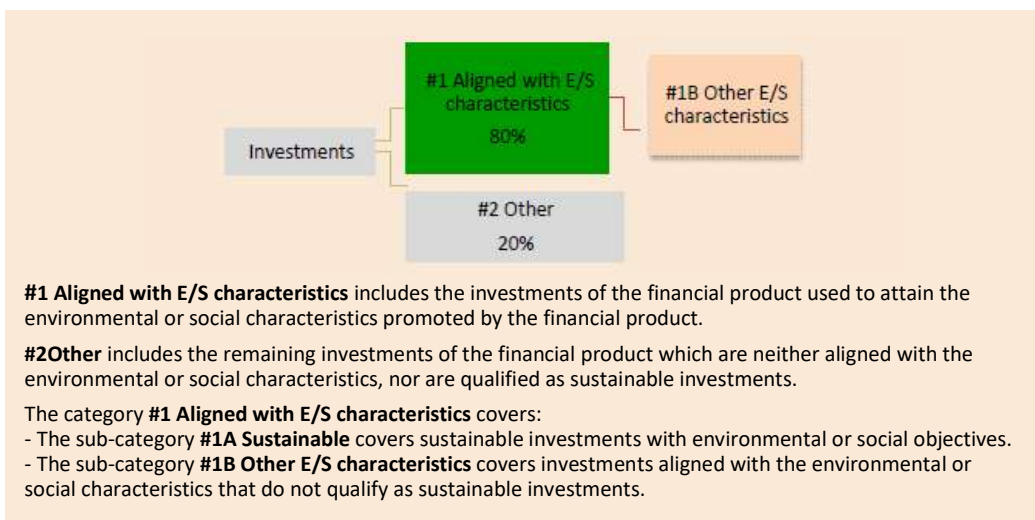 #1 Aligned with E/S
characteristics
80%
#1B Other E/S
characteristics
Investments
#2 Other
20%
#1 Aligned with E/S characteristics includes the investments of the financial product used to attain the
environmental or social characteristics promoted by the financial product.
#2Other includes the remaining investments of the financial product which are neither aligned with the
environmental or social characteristics, nor are qualified as sustainable investments.
The category #1 Aligned with E/S characteristics covers:
- The sub-category #1A Sustainable covers sustainable investments with environmental or social objectives.
- The sub-category #1B Other E/S characteristics covers investments aligned with the environmental or
social characteristics that do not qualify as sustainable investments.